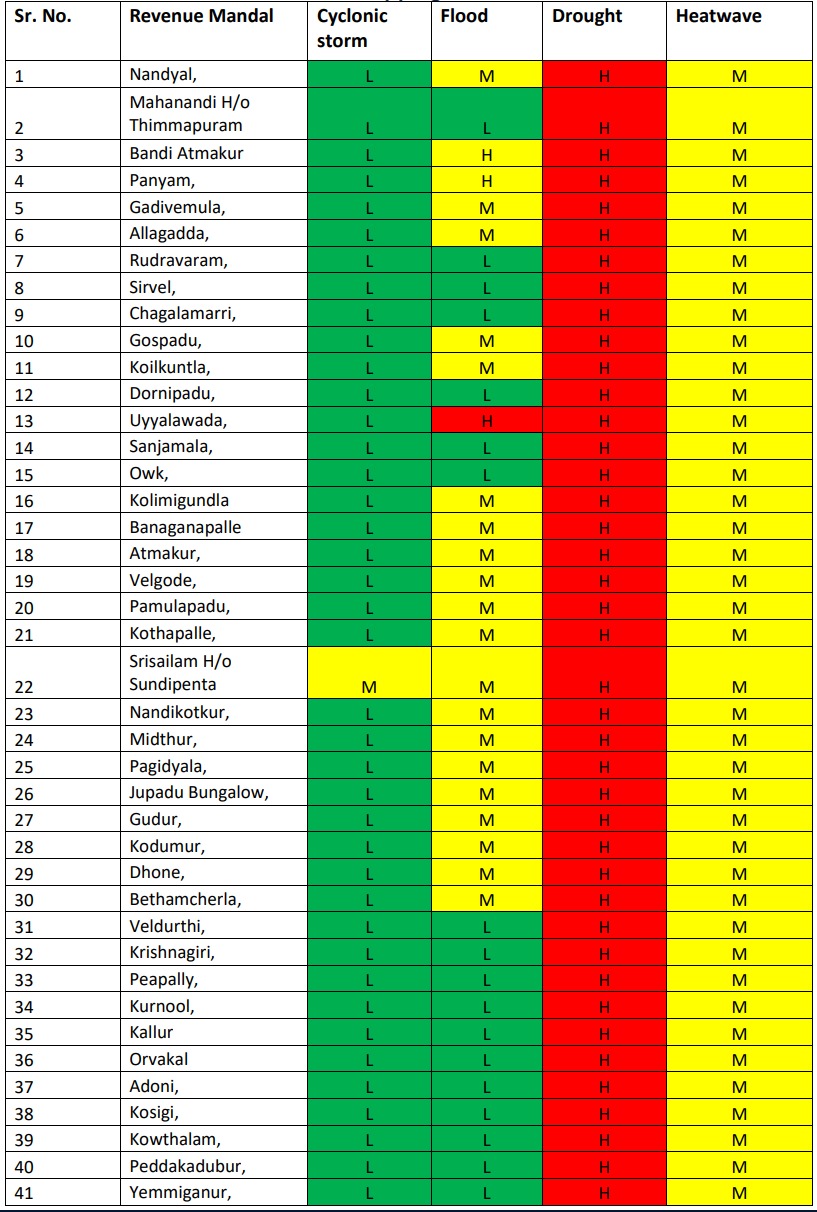 Sr. No. Revenue Mandal Cyclonic storm Flood Drought Heatwave
1 Nandyal, L M H M
2 Mahanandi H/o Thimmapuram L L H M
3 Bandi Atmakur L H H M
4 Panyam, L H H M
5 Gadivemula, L M H M
6 Allagadda, L M H M
7 Rudravaram, L L H M
8 Sirvel, L L H M
9 Chagalamarri, L L H M
10 Gospadu, L M H M
11 Koilkuntla, L M H M
12 Dornipadu, L L H M
13 Uyyalawada, L H H M
14 Sanjamala, L L H M
15 Owk, L L H M
16 Kolimigundla L M H M
17 Banaganapalle L M H M
18 Atmakur, L M H M
19 Velgode, L M H M
20 Pamulapadu, L M H M
21 Kothapalle, L M H M
22 Srisailam H/o Sundipenta M M H M
23 Nandikotkur, L M H M
24 Midthur, L M H M
25 Pagidyala, L M H M
26 Jupadu Bungalow, L M H M
27 Gudur, L M H M
28 Kodumur, L M H M
29 Dhone, L M H M
30 Bethamcherla, L M H M
31 Veldurthi, L L H M
32 Krishnagiri, L L H M
33 Peapally, L L H M
34 Kurnool, L L H M
35 Kallur L L H M
36 Orvakal L L H M
37 Adoni, L L H M
38 Kosigi, L L H M
39 Kowthalam, L L H M
40 Peddakadubur, L L H M
41 Yemmiganur, L L H M